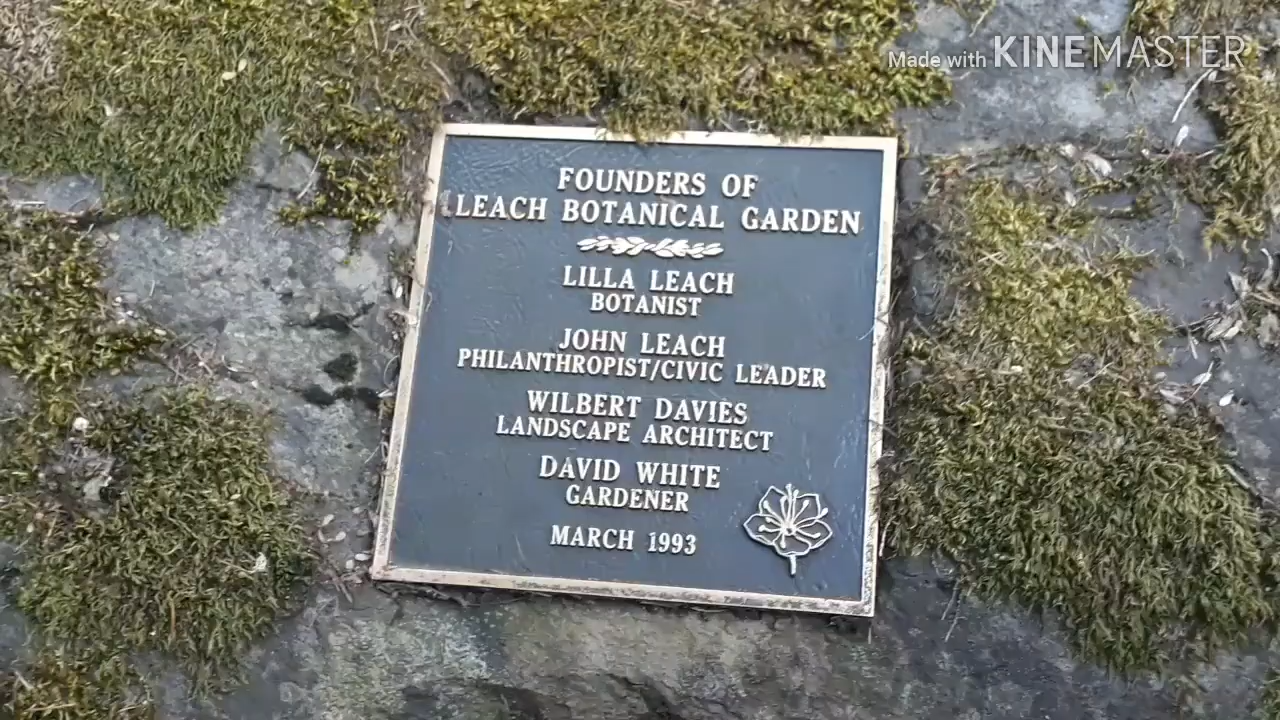 Made with KINEMASTER
FOUNDERS OF
LEACH BOTANICAL GARDEN
LILLA LEACH
BOTANIST
JOHN LEACH
PHILANTHROPIST/CIVIC LEADER
WILBERT DAVIES
LANDSCAPE ARCHITECT
DAVID WHITE
GARDENER
MARCH 1993